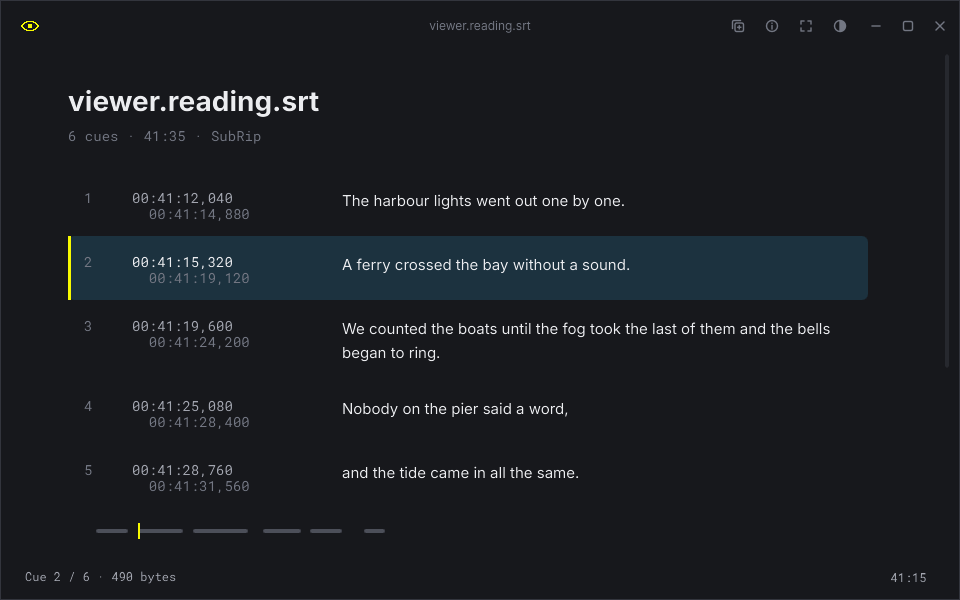 viewer.reading.srt
viewer.reading.srt
6 cues · 41:35 · SubRip
1 00:41:12,040 The harbour lights went out one by one.
00:41:14,880
2 00:41:15,320 A ferry crossed the bay without a sound.
00:41:19,120
3 00:41:19,600 We counted the boats until the fog took the last of them and the bells
00:41:24,200 began to ring.
4 00:41:25,080 Nobody on the pier said a word,
00:41:28,400
5 00:41:28,760 and the tide came in all the same.
00:41:31,560
Cue 2 / 6 · 490 bytes 41:15